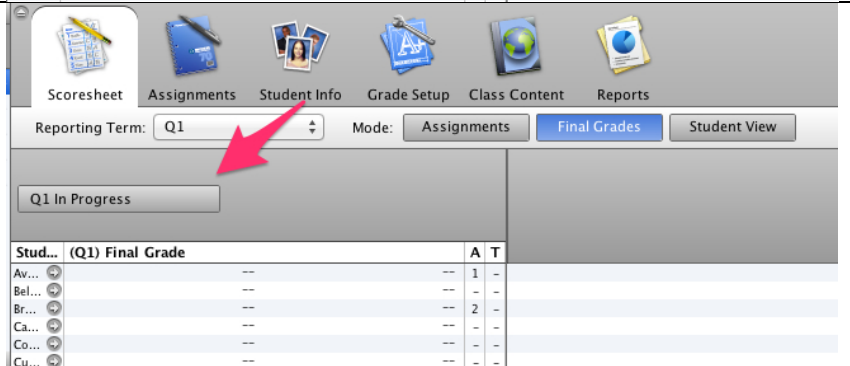 Scoresheet Assignments Student Info Grade Setup Class Content Reports
Reporting Term: Q1 Mode: Assignments Final Grades Student View
Q1 In Progress
Stud... (Q1) Final Grade A T
Av... -- -- 1 -
Bel... -- -- - -
Br... -- -- 2 -
Ca... -- -- - -
Co... -- -- - -
Cu... -- -- - -